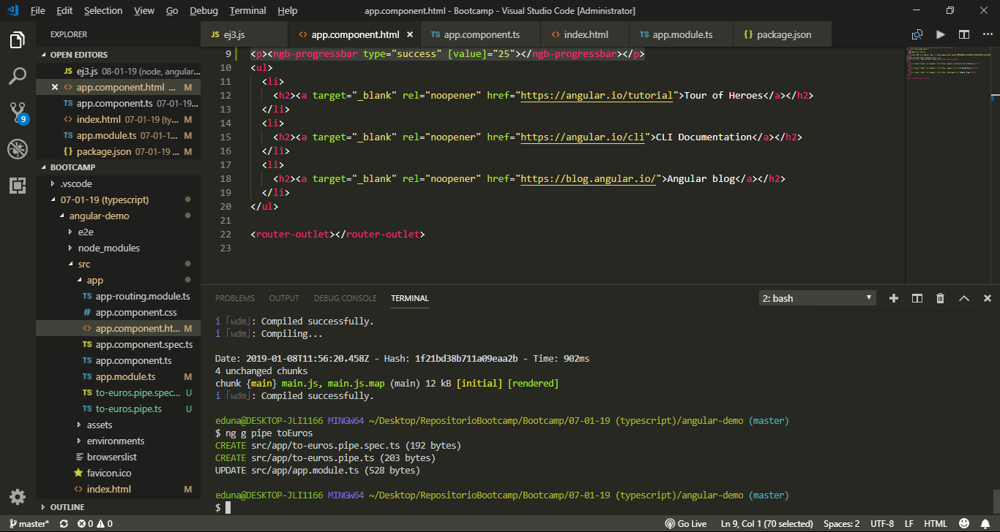 File Edit Selection View Go Debug Terminal Help app.component.html - Bootcamp - Visual Studio Code [Administrator]
EXPLORER
OPEN EDITORS
JS ej3.js 08-01-19 (node, angular...
<> app.component.html ... M
TS app.component.ts 07-01-19...
<> index.html 07-01-19 (ty... M
TS app.module.ts 07-01-1... M
{} package.json 07-01-19 ... M
BOOTCAMP
.vscode
07-01-19 (typescript)
angular-demo
e2e
node_modules
src
app
TS app-routing.module.ts
# app.component.css
<> app.component.ht... M
TS app.component.spec.ts
TS app.component.ts
TS app.module.ts M
TS to-euros.pipe.spec... U
TS to-euros.pipe.ts U
assets
environments
browserslist
favicon.ico
<> index.html M
OUTLINE
9
JS ej3.js <> app.component.html TS app.component.ts <> index.html TS app.module.ts {} package.json
9 <p><ngb-progressbar type="success" [value]="25"></ngb-progressbar></p>
10 <ul>
11 <li>
12 <h2><a target="_blank" rel="noopener" href="https://angular.io/tutorial">Tour of Heroes</a></h2>
13 </li>
14 <li>
15 <h2><a target="_blank" rel="noopener" href="https://angular.io/cli">CLI Documentation</a></h2>
16 </li>
17 <li>
18 <h2><a target="_blank" rel="noopener" href="https://blog.angular.io/">Angular blog</a></h2>
19 </li>
20 </ul>
21
22 <router-outlet></router-outlet>
23
PROBLEMS OUTPUT DEBUG CONSOLE TERMINAL 2: bash
i ｢wdm｣: Compiled successfully.
i ｢wdm｣: Compiling...
Date: 2019-01-08T11:56:20.458Z - Hash: 1f21bd38b711a09eaa2b - Time: 902ms
4 unchanged chunks
chunk {main} main.js, main.js.map (main) 12 kB [initial] [rendered]
i ｢wdm｣: Compiled successfully.
eduna@DESKTOP-JLI1166 MINGW64 ~/Desktop/RepositorioBootcamp/Bootcamp/07-01-19 (typescript)/angular-demo (master)
$ ng g pipe toEuros
CREATE src/app/to-euros.pipe.spec.ts (192 bytes)
CREATE src/app/to-euros.pipe.ts (203 bytes)
UPDATE src/app/app.module.ts (528 bytes)
eduna@DESKTOP-JLI1166 MINGW64 ~/Desktop/RepositorioBootcamp/Bootcamp/07-01-19 (typescript)/angular-demo (master)
$
master* 0 0 Go Live Ln 9, Col 1 (70 selected) Spaces: 2 UTF-8 LF HTML